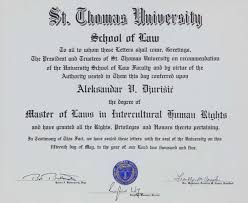 St. Thomas University
School of Law
To all to whom these Letters shall come, Greetings,
The President and Trustees of St. Thomas University on recommendation
of the University School of Law Faculty and by virtue of the
Authority vested in Them this day conferred upon
Aleksandar V. Djurisić
the degree of
Master of Laws in Intercultural Human Rights
and have granted all the Rights, Privileges and Honors thereto pertaining.
In Testimony of This Fact, we have sealed these letters with the seal of the University on this
fifteenth day of May, in the year of our Lord two thousand and five.